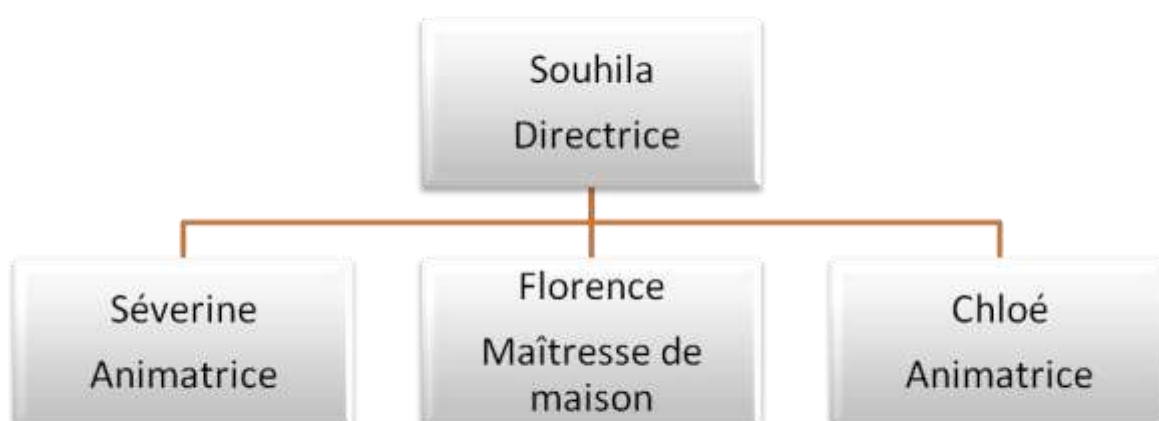 Souhila
Directrice
Séverine
Animatrice
Florence
Maîtresse de
maison
Chloé
Animatrice